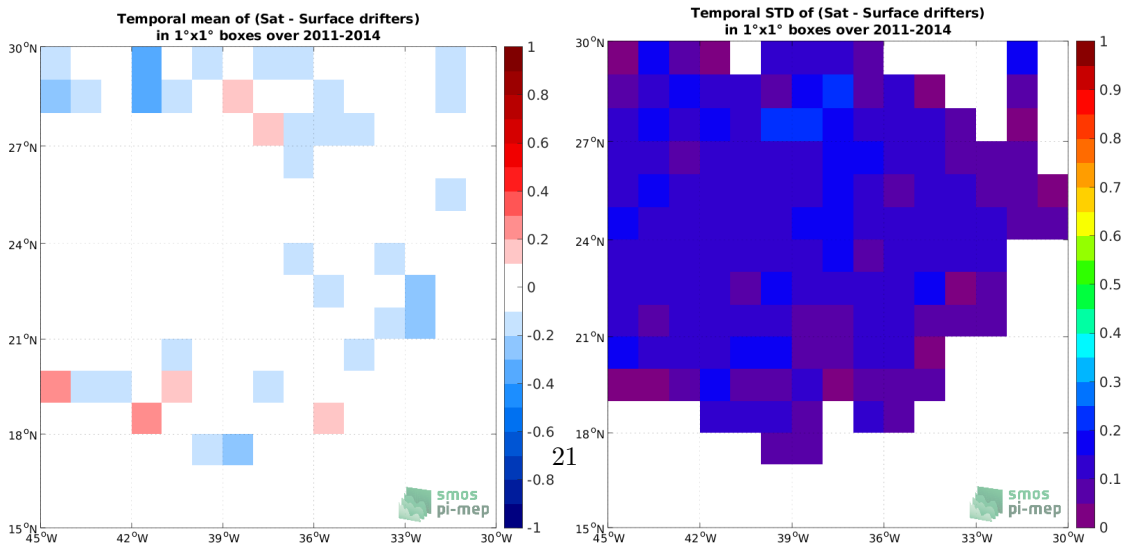 Temporal mean of (Sat - Surface drifters)
in 1°x1° boxes over 2011-2014
30°N
27°N
24°N
21°N
18°N
15°N
45°W
42°W
39°W
36°W
33°W
30°W
1
0.8
0.6
0.4
0.2
0
-0.2
-0.4
-0.6
-0.8
-1
smos
pi-mep
Temporal STD of (Sat - Surface drifters)
in 1°x1° boxes over 2011-2014
30°N
27°N
24°N
21°N
18°N
15°N
45°W
42°W
39°W
36°W
33°W
30°W
1
0.9
0.8
0.7
0.6
0.5
0.4
0.3
0.2
0.1
0
smos
pi-mep
21